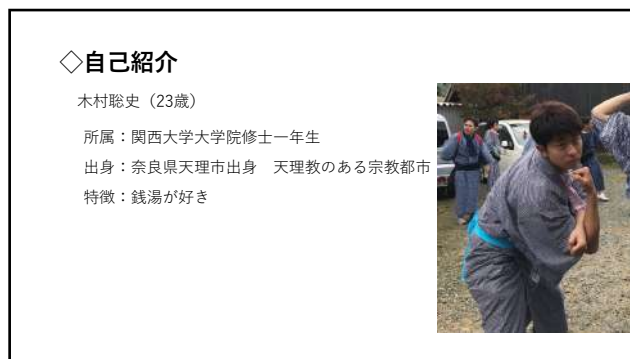 ◇自己紹介
木村聡史（23歳）
所属：関西大学大学院修士一年生
出身：奈良県天理市出身　天理教のある宗教都市
特徴：銭湯が好き